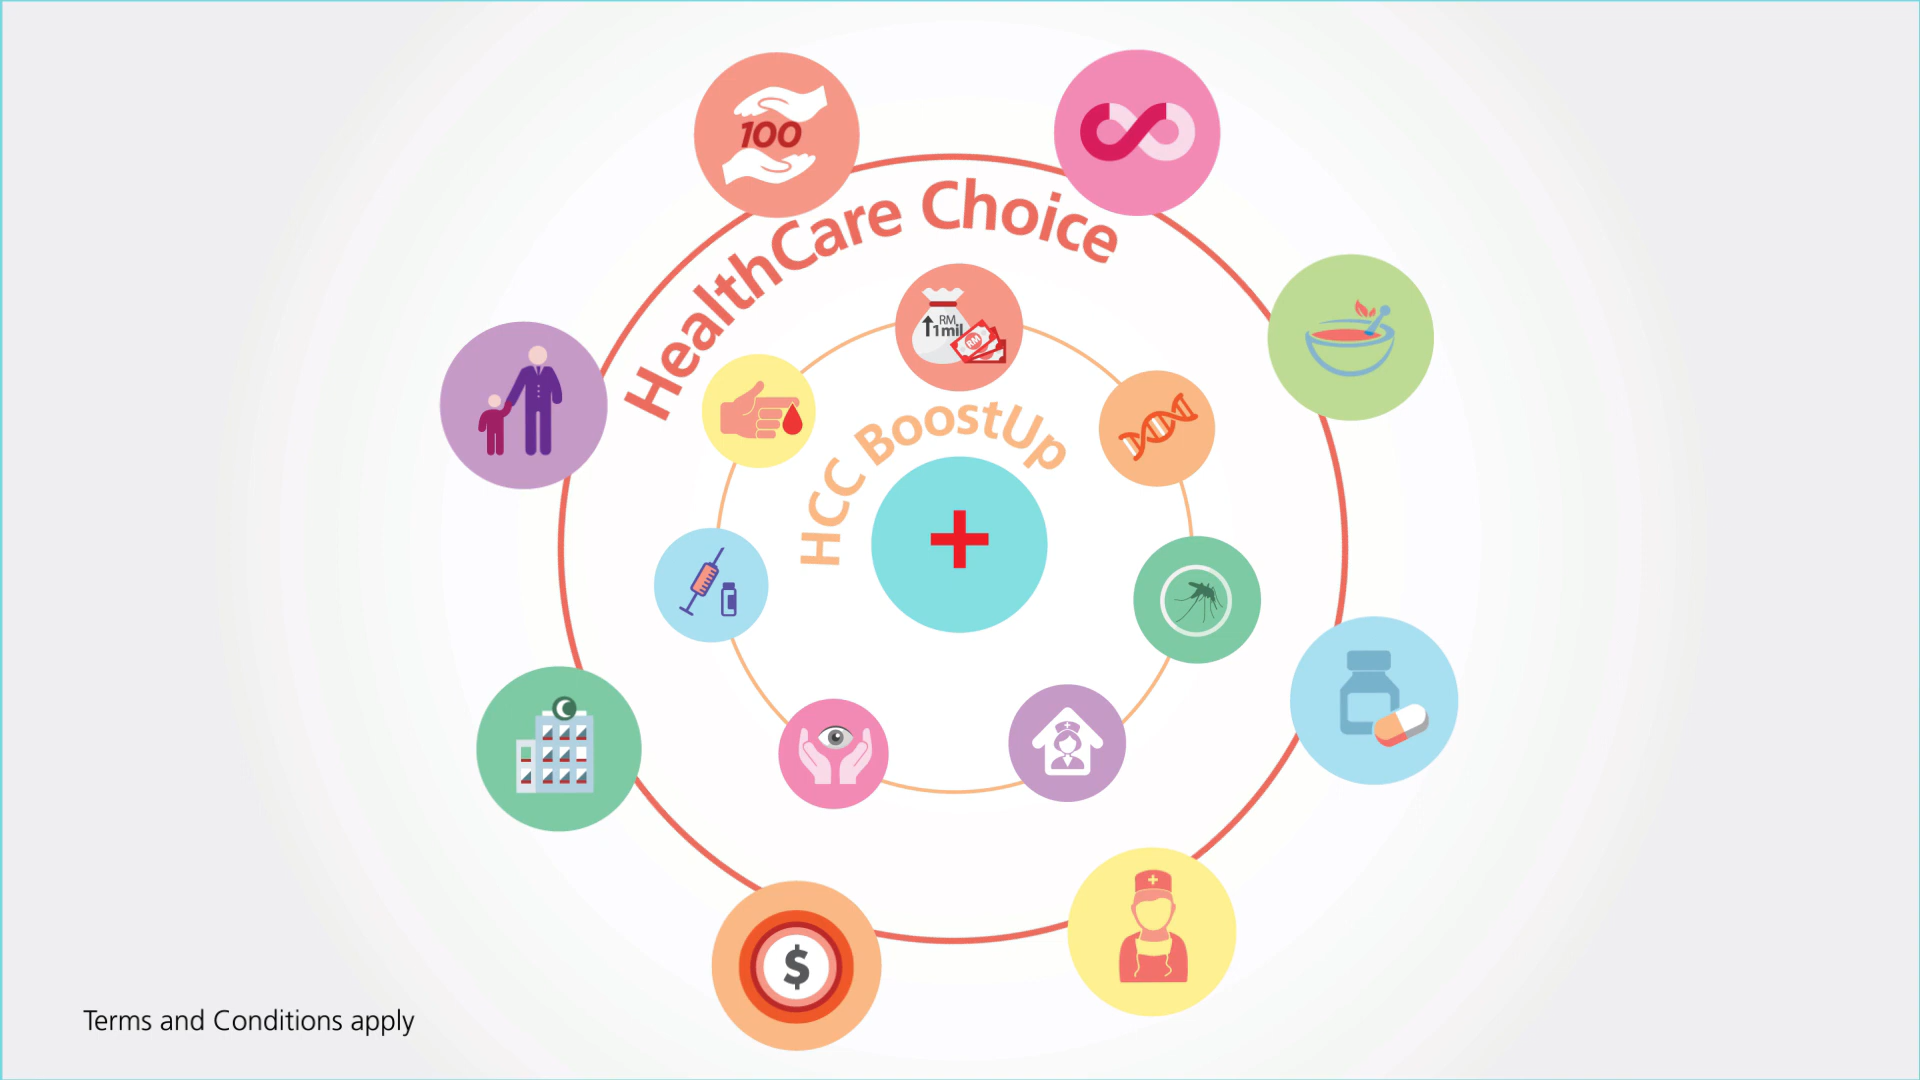 100
HealthCare Choice
RM
1mil
RM
HCC BoostUp
$
Terms and Conditions apply